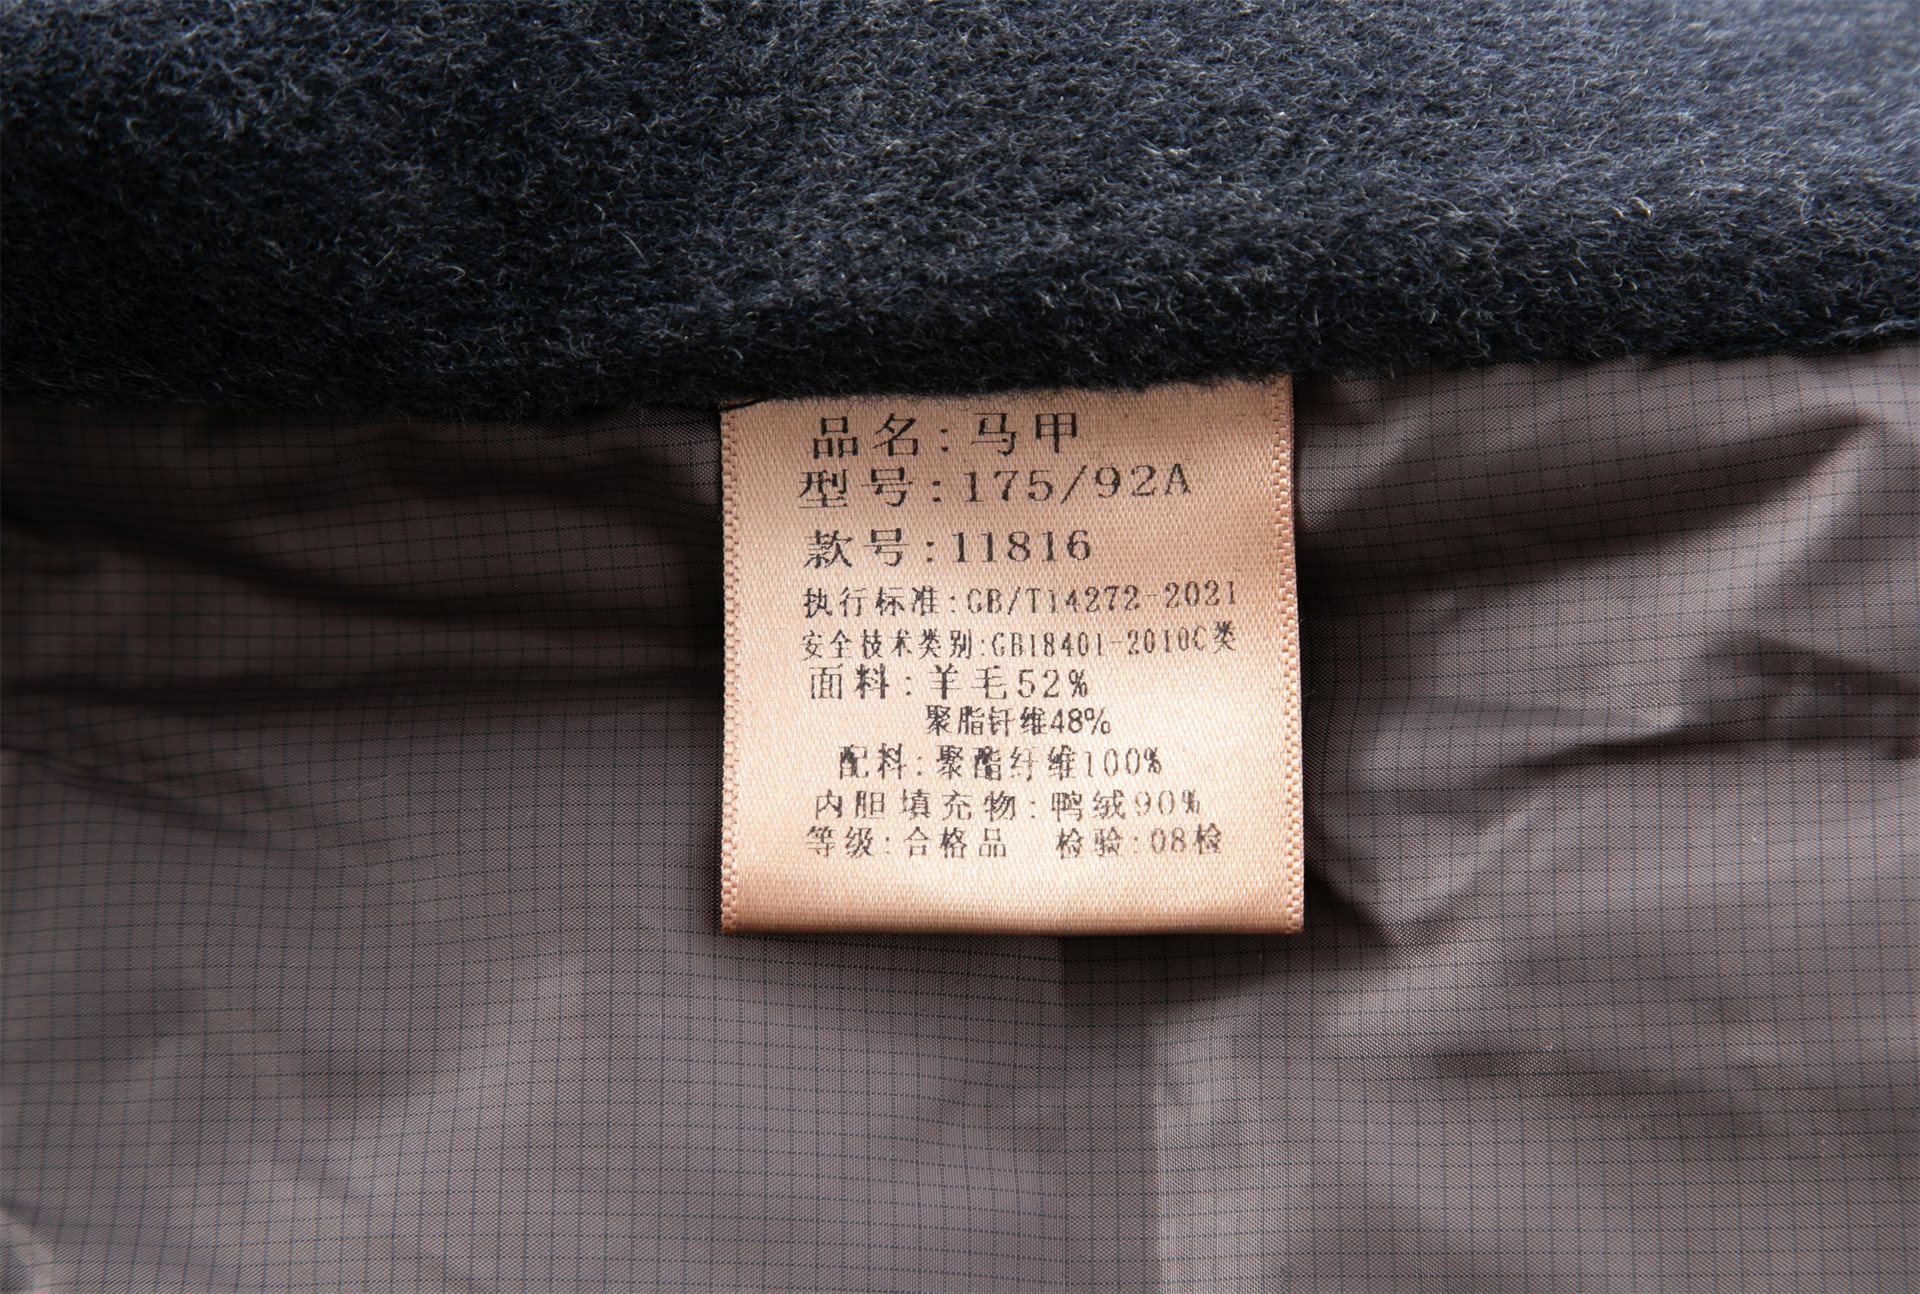 品名:马甲
型号:175/92A
款号:11816
执行标准:GB/T14272-2021
安全技术类别:GB18401-2010C类
面料:羊毛52%
聚脂钎维48%
配料:聚酯纤维100%
内胆填充物:鸭绒90%
等级:合格品 检验:08检